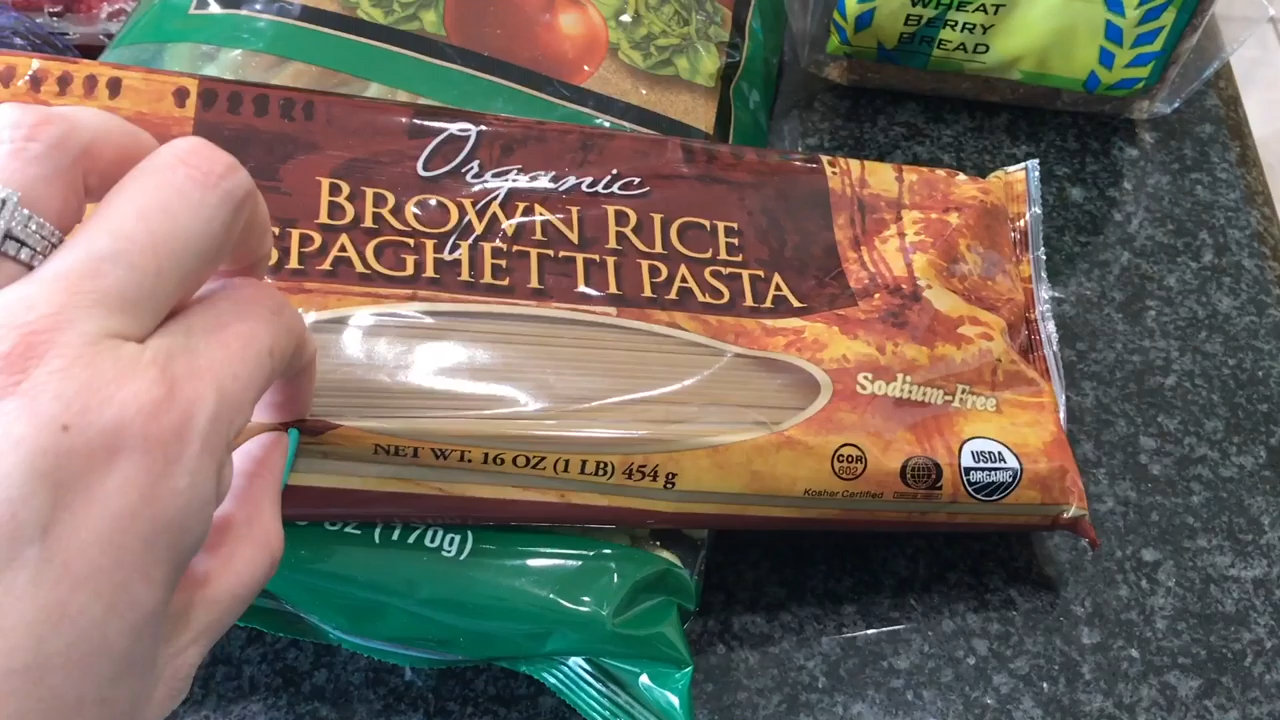 WHEAT
BERRY
BREAD
Organic
BROWN RICE
SPAGHETTI PASTA
Sodium-Free
NET WT. 16 OZ (1 LB) 454 g
COR
602
Kosher Certified
USDA
ORGANIC
OZ (170g)